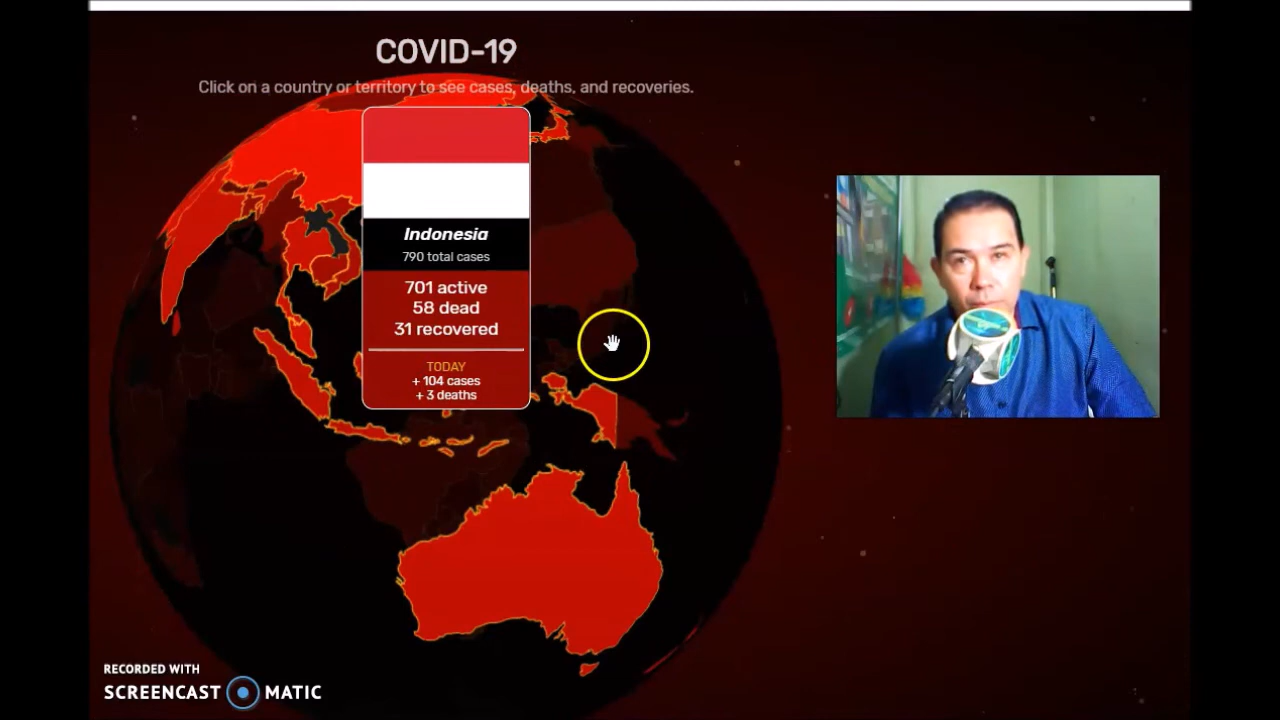 COVID-19
Click on a country or territory to see cases, deaths, and recoveries.
Indonesia
790 total cases
701 active
58 dead
31 recovered
TODAY
+ 104 cases
+ 3 deaths
RECORDED WITH
SCREENCAST MATIC